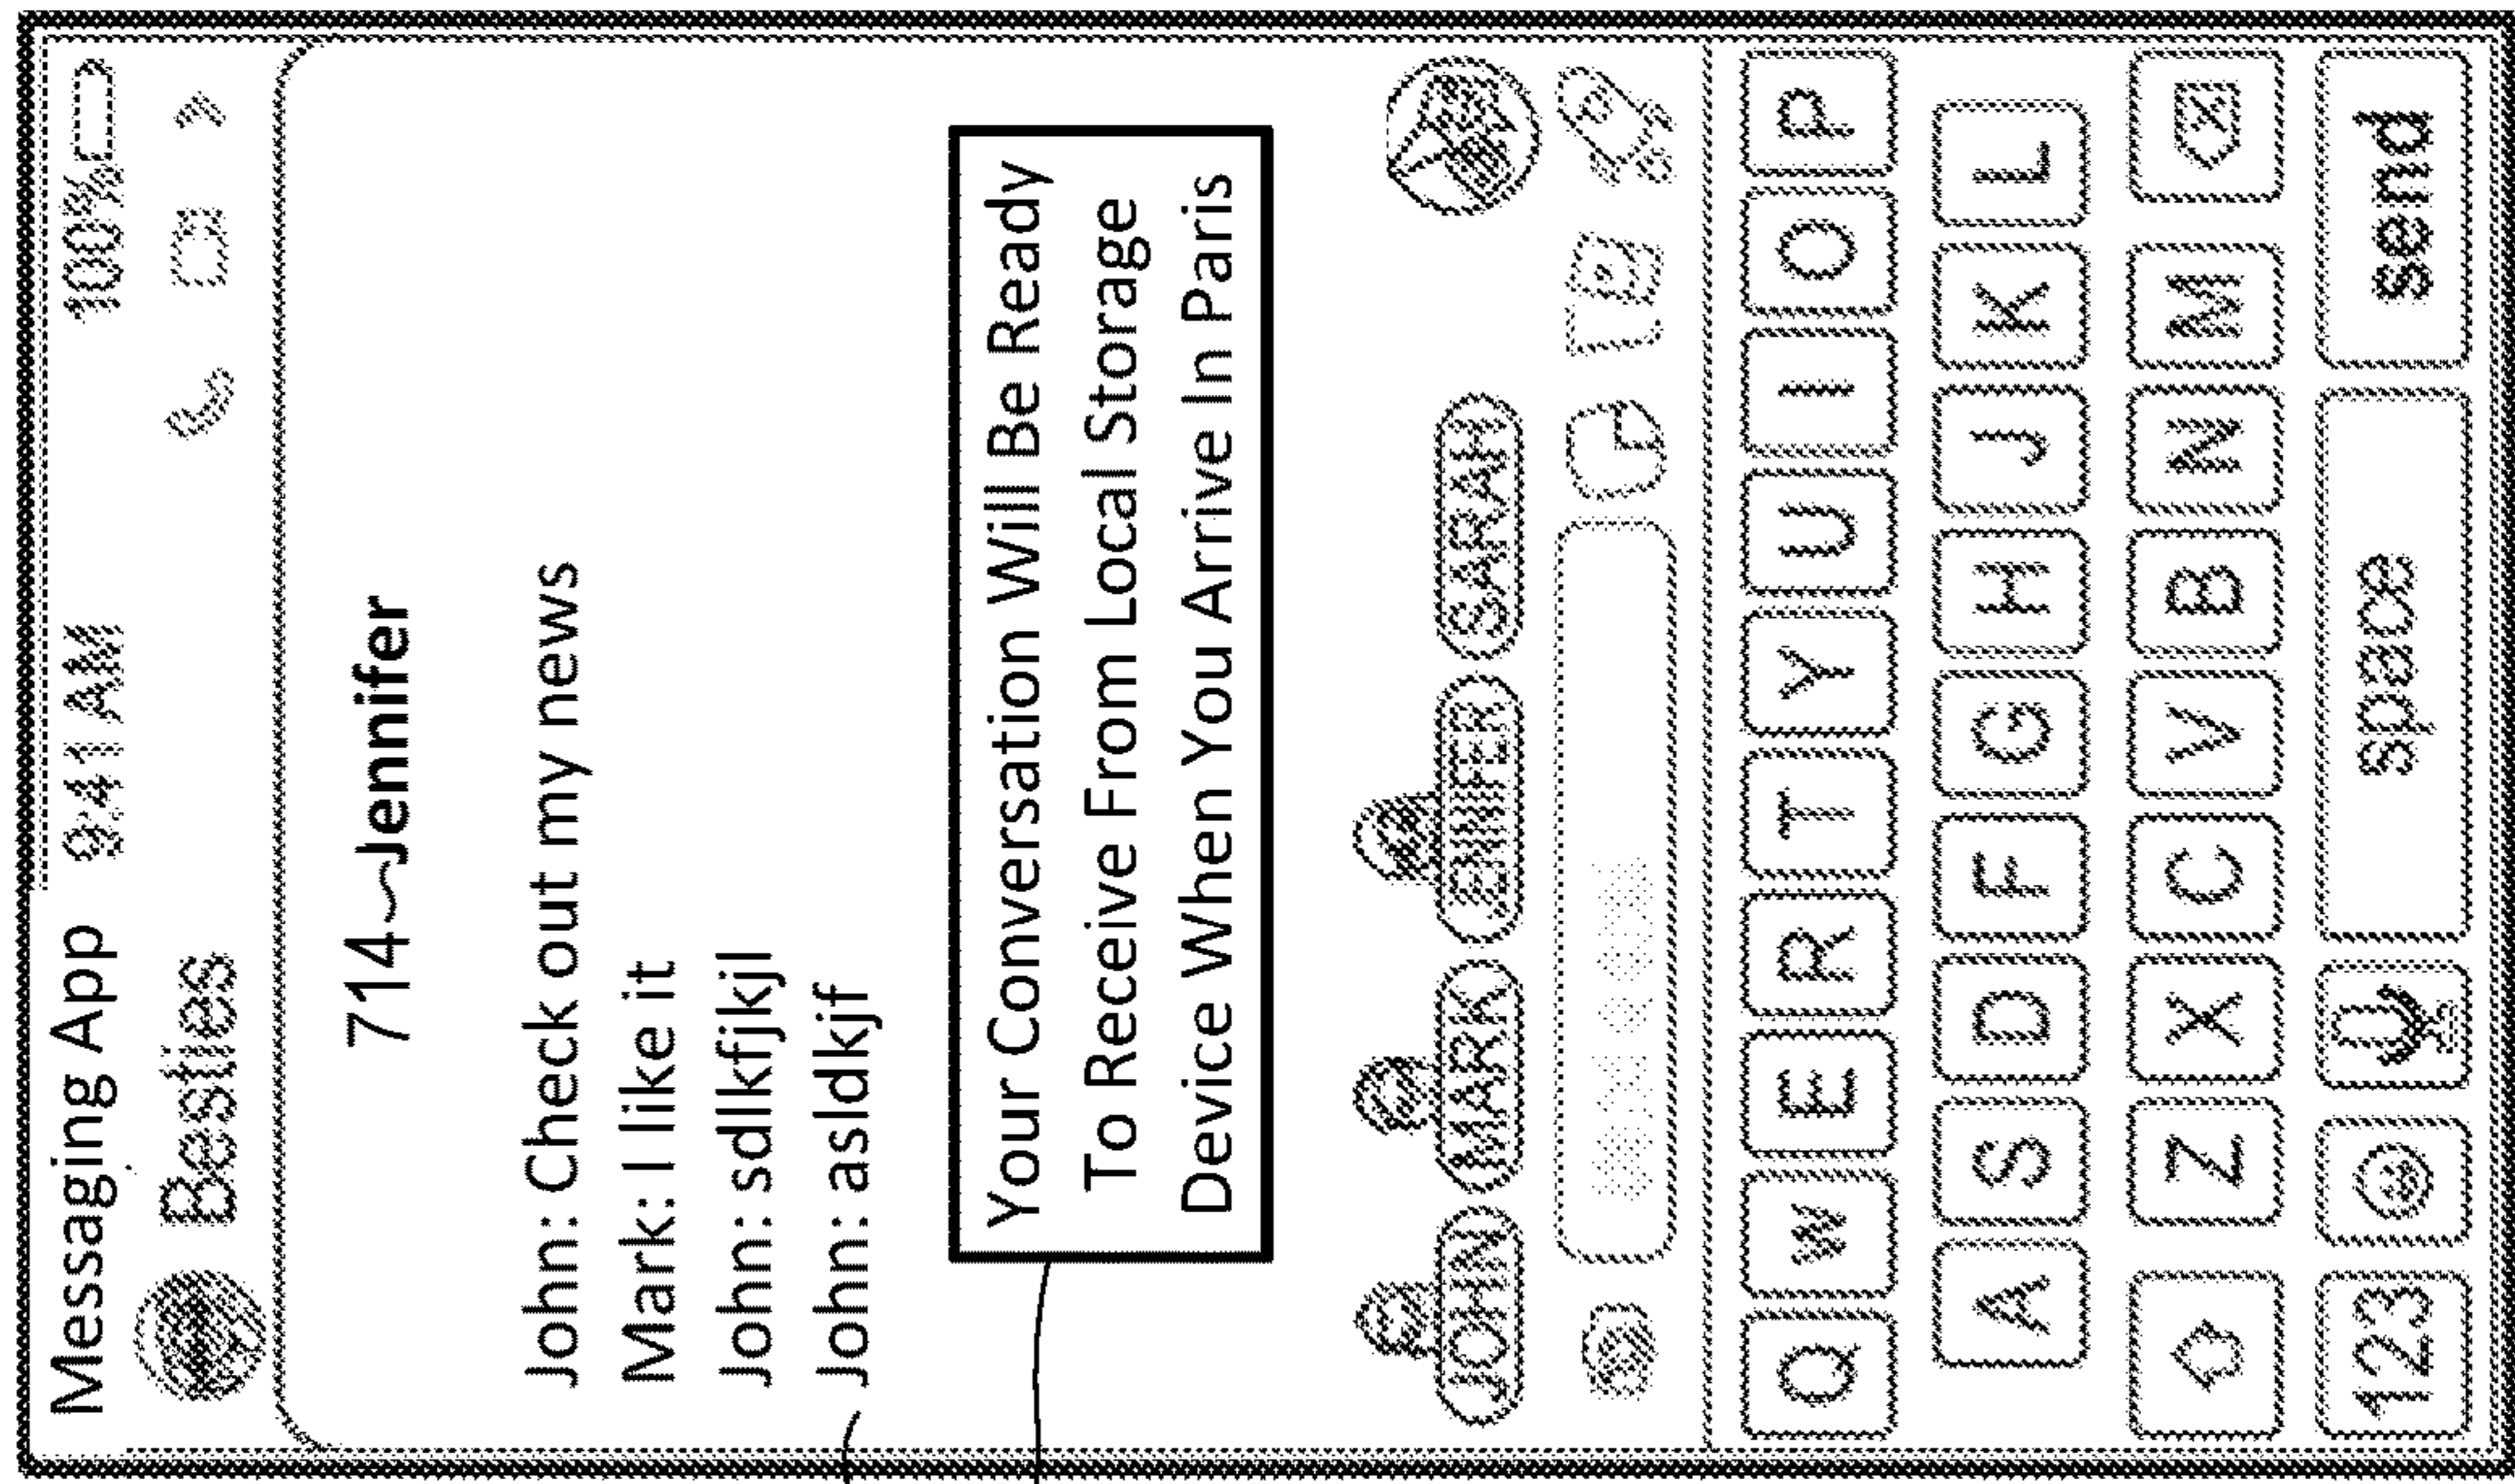 Messaging App 9:41 AM 100%
Besties
714 Jennifer
John: Check out my news
Mark: I like it
John: sdlkfjkjl
John: asldkjf
Your Conversation Will Be Ready
To Receive From Local Storage
Device When You Arrive In Paris
JOHN MARK JENNIFER SARAH
Q W E R T Y U I O P
A S D F G H J K L
Z X C V B N M
123 space send